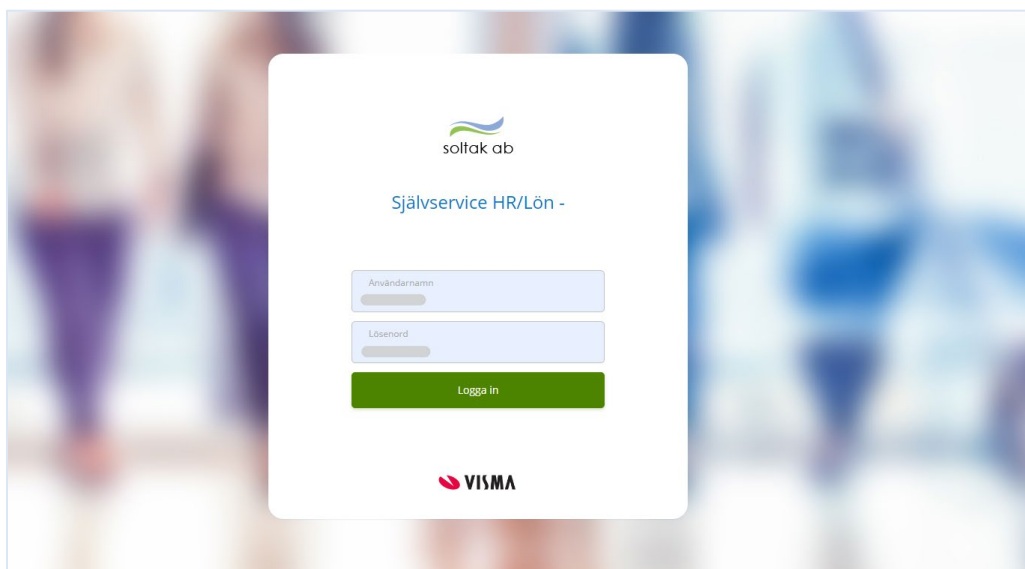 soltak ab
Självservice HR/Lön -
Användarnamn
Lösenord
Logga in
VISMA